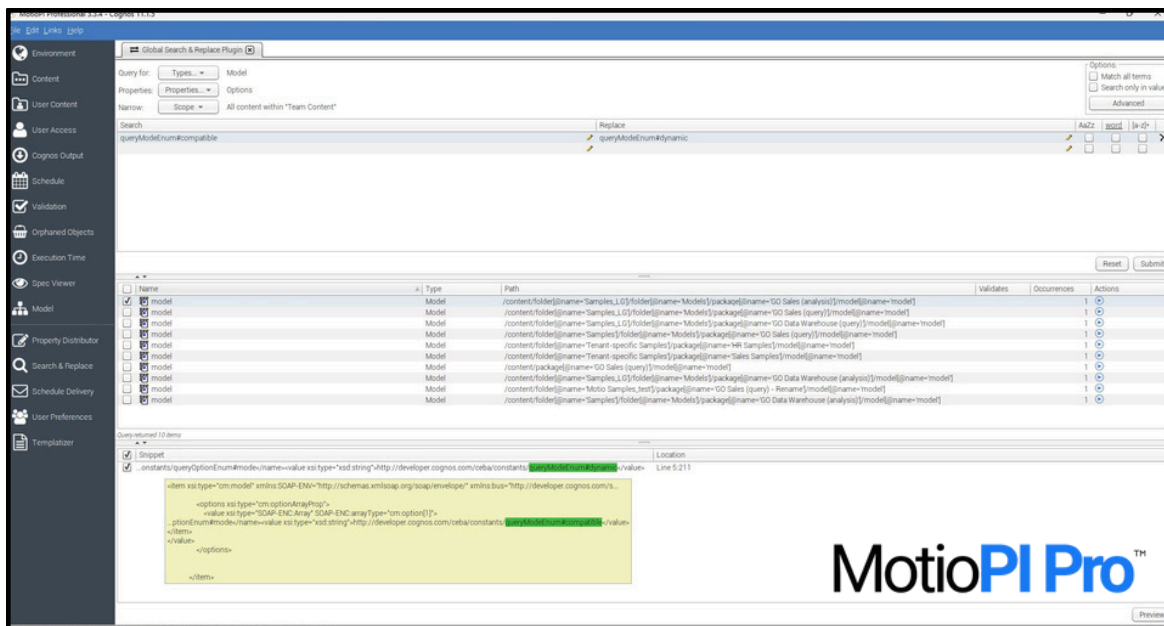 MotioPI Professional 3.3.4 - Cognos 11.1.5
File Edit Links Help
Environment
Content
User Content
User Access
Cognos Output
Schedule
Validation
Orphaned Objects
Execution Time
Spec Viewer
Model
Property Distributor
Search & Replace
Schedule Delivery
User Preferences
Templatizer
Global Search & Replace Plugin
Query for: Types... Model
Properties: Properties... Options
Narrow: Scope All content within "Team Content"
Options:
Match all terms
Search only in value
Advanced
Search Replace AaZz word [a-z]+
queryModeEnum#compatible queryModeEnum#dynamic
Reset Submit
Name Type Path Validates Occurrences Actions
model Model /content/folder[@name='Samples_LG']/folder[@name='Models']/package[@name='GO Sales (analysis)']/model[@name='model'] 1
model Model /content/folder[@name='Samples_LG']/folder[@name='Models']/package[@name='GO Sales (query)']/model[@name='model'] 1
model Model /content/folder[@name='Samples_LG']/folder[@name='Models']/package[@name='GO Data Warehouse (query)']/model[@name='model'] 1
model Model /content/folder[@name='Samples']/folder[@name='Models']/package[@name='GO Sales (query)']/model[@name='model'] 1
model Model /content/folder[@name='Tenant-specific Samples']/package[@name='HR Samples']/model[@name='model'] 1
model Model /content/folder[@name='Tenant-specific Samples']/package[@name='Sales Samples']/model[@name='model'] 1
model Model /content/package[@name='GO Sales (query)']/model[@name='model'] 1
model Model /content/folder[@name='Samples_LG']/folder[@name='Models']/package[@name='GO Data Warehouse (analysis)']/model[@name='model'] 1
model Model /content/folder[@name='Motio Samples_test']/package[@name='GO Sales (query) - Rename']/model[@name='model'] 1
model Model /content/folder[@name='Samples']/folder[@name='Models']/package[@name='GO Data Warehouse (analysis)']/model[@name='model'] 1
Query returned 10 items
Snippet Location
...onstants/queryOptionEnum#mode</name><value xsi:type="xsd:string">http://developer.cognos.com/ceba/constants/queryModeEnum#dynamic</value> Line 5:211
<item xsi:type="cm:model" xmlns:SOAP-ENV="http://schemas.xmlsoap.org/soap/envelope/" xmlns:bus="http://developer.cognos.com/s...
<options xsi:type="cm:optionArrayProp">
<value xsi:type="SOAP-ENC:Array" SOAP-ENC:arrayType="cm:option[1]">
...ptionEnum#mode</name><value xsi:type="xsd:string">http://developer.cognos.com/ceba/constants/queryModeEnum#compatible</value>
</item>
</value>
</options>
</item>
MotioPI Pro™
Preview